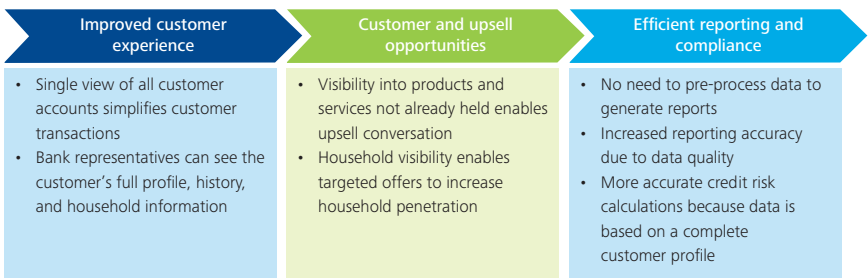 Improved customer
experience
• Single view of all customer
accounts simplifies customer
transactions
• Bank representatives can see the
customer’s full profile, history,
and household information
Customer and upsell
opportunities
• Visibility into products and
services not already held enables
upsell conversation
• Household visibility enables
targeted offers to increase
household penetration
Efficient reporting and
compliance
• No need to pre-process data to
generate reports
• Increased reporting accuracy
due to data quality
• More accurate credit risk
calculations because data is
based on a complete
customer profile